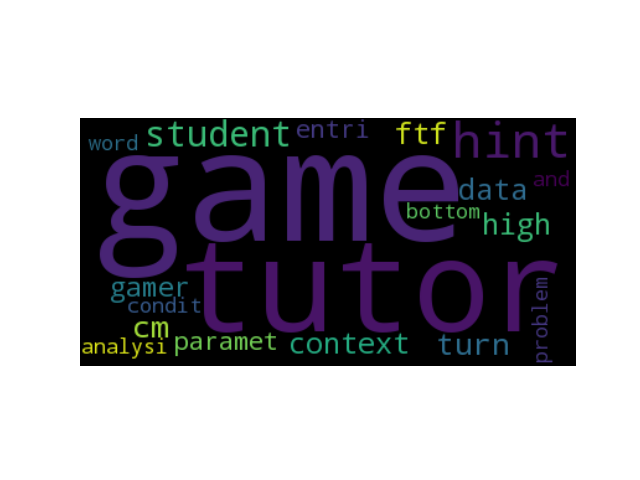 student entri ftf hint
word
game
data and
bottom high
tutor
gamer
condit
problem
cm
analysi paramet context turn